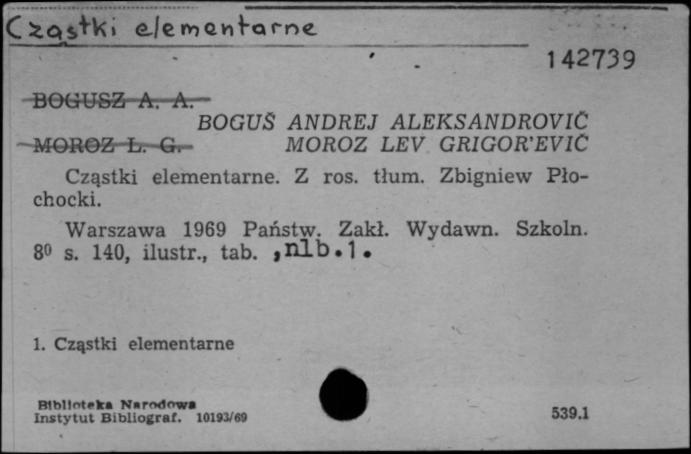 Cząstki elementarne
142739
BOGUSZ A. A.
BOGUŠ ANDREJ ALEKSANDROVIČ
MOROZ L. G.
MOROZ LEV GRIGOR'EVIČ
Cząstki elementarne. Z ros. tłum. Zbigniew Pło-
chocki.
Warszawa 1969 Państw. Zakł. Wydawn. Szkoln.
8⁰ s. 140, ilustr., tab. ,nlb.1.
1. Cząstki elementarne
Biblioteka Narodowa
Instytut Bibliograf. 10193/69
539.1